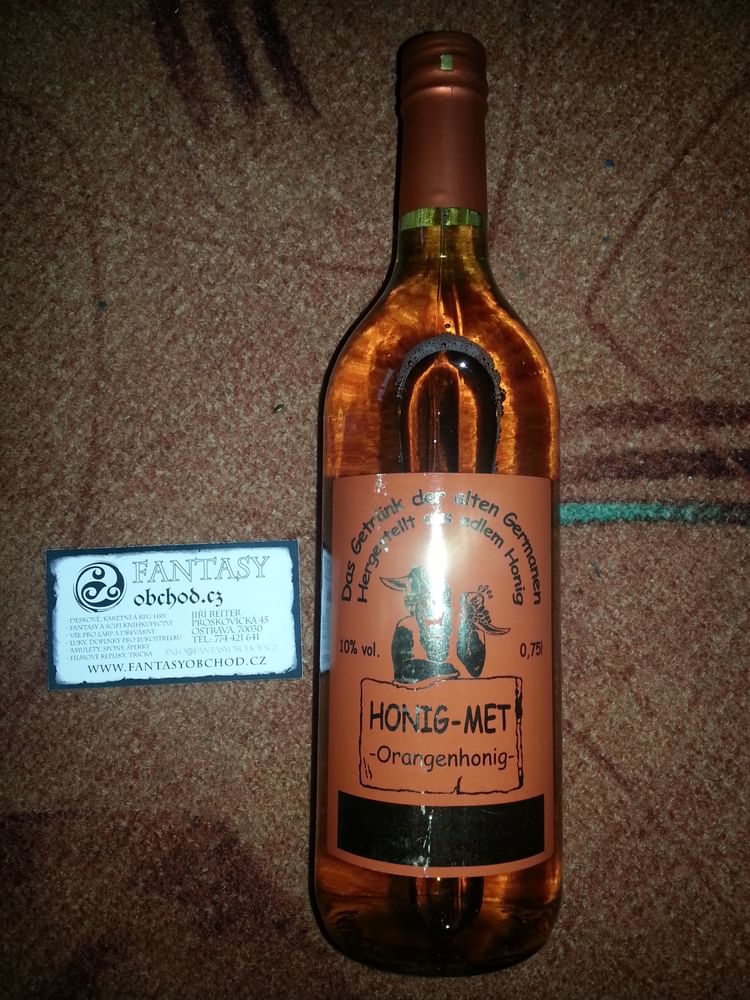 Das Getränk der alten Germanen
Hergestellt aus edlem Honig
10% vol.
0,75l
HONIG-MET
-Orangenhonig-
FANTASY
obchod.cz
- DESKOVÉ, KARETNÍ A RPG HRY
- FANTASY A SCIFI KNIHKUPECTVÍ
- VŠE PRO LARP A DŘEVÁRNY
- LUKY, DOPLŇKY PRO LUKOSTŘELBU
- AMULETY, SPONY, ŠPERKY
- FILMOVÉ REPLIKY, TRIČKA
JIŘÍ REITER
PROSKOVICKÁ 45
OSTRAVA, 70030
TEL.: 774 421 641
INFO@FANTASYOBCHOD.CZ
WWW.FANTASYOBCHOD.CZ